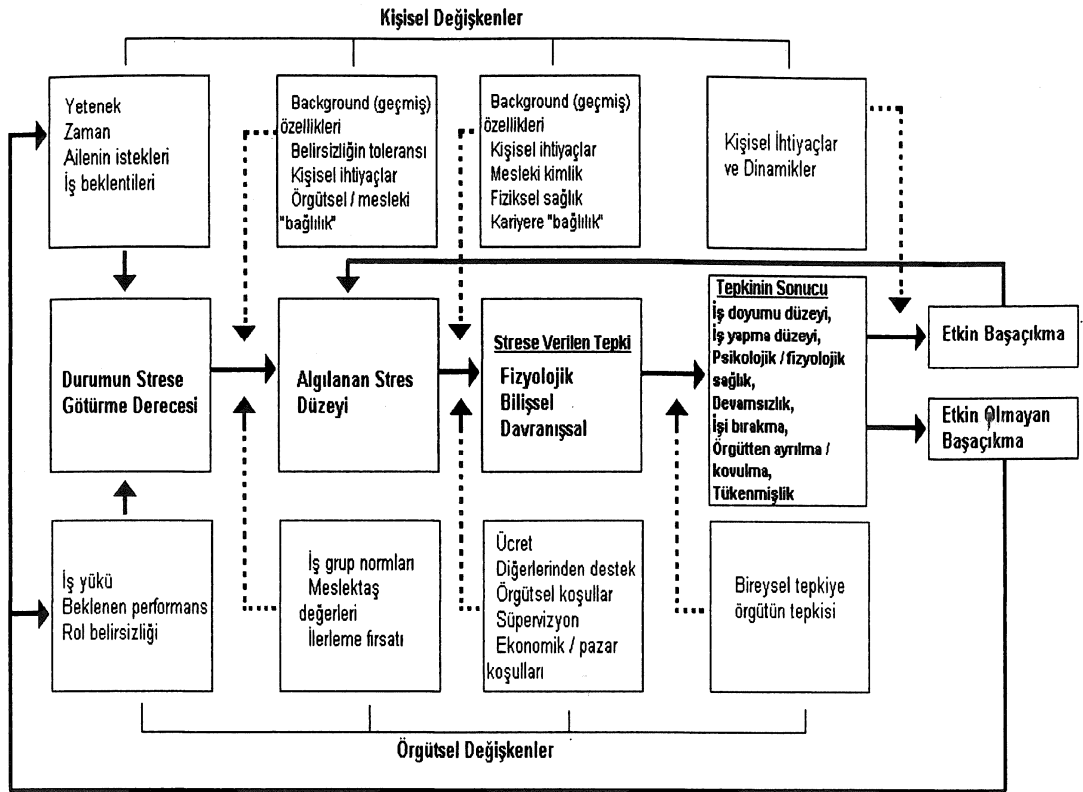 Kişisel Değişkenler
Yetenek
Zaman
Ailenin istekleri
İş beklentileri
Background (geçmiş)
özellikleri
Belirsizliğin toleransı
Kişisel ihtiyaçlar
Örgütsel / mesleki
"bağlılık"
Background (geçmiş)
özellikleri
Kişisel ihtiyaçlar
Mesleki kimlik
Fiziksel sağlık
Kariyere "bağlılık"
Kişisel İhtiyaçlar
ve Dinamikler
Durumun Strese
Götürme Derecesi
Algılanan Stres
Düzeyi
Strese Verilen Tepki
Fizyolojik
Bilişsel
Davranışsal
Tepkinin Sonucu
İş doyumu düzeyi,
İş yapma düzeyi,
Psikolojik / fizyolojik
sağlık,
Devamsızlık,
İşi bırakma,
Örgütten ayrılma /
kovulma,
Tükenmişlik
Etkin Başaçıkma
Etkin Olmayan
Başaçıkma
İş yükü
Beklenen performans
Rol belirsizliği
İş grup normları
Meslektaş
değerleri
İlerleme fırsatı
Ücret
Diğerlerinden destek
Örgütsel koşullar
Süpervizyon
Ekonomik / pazar
koşulları
Bireysel tepkiye
örgütün tepkisi
Örgütsel Değişkenler